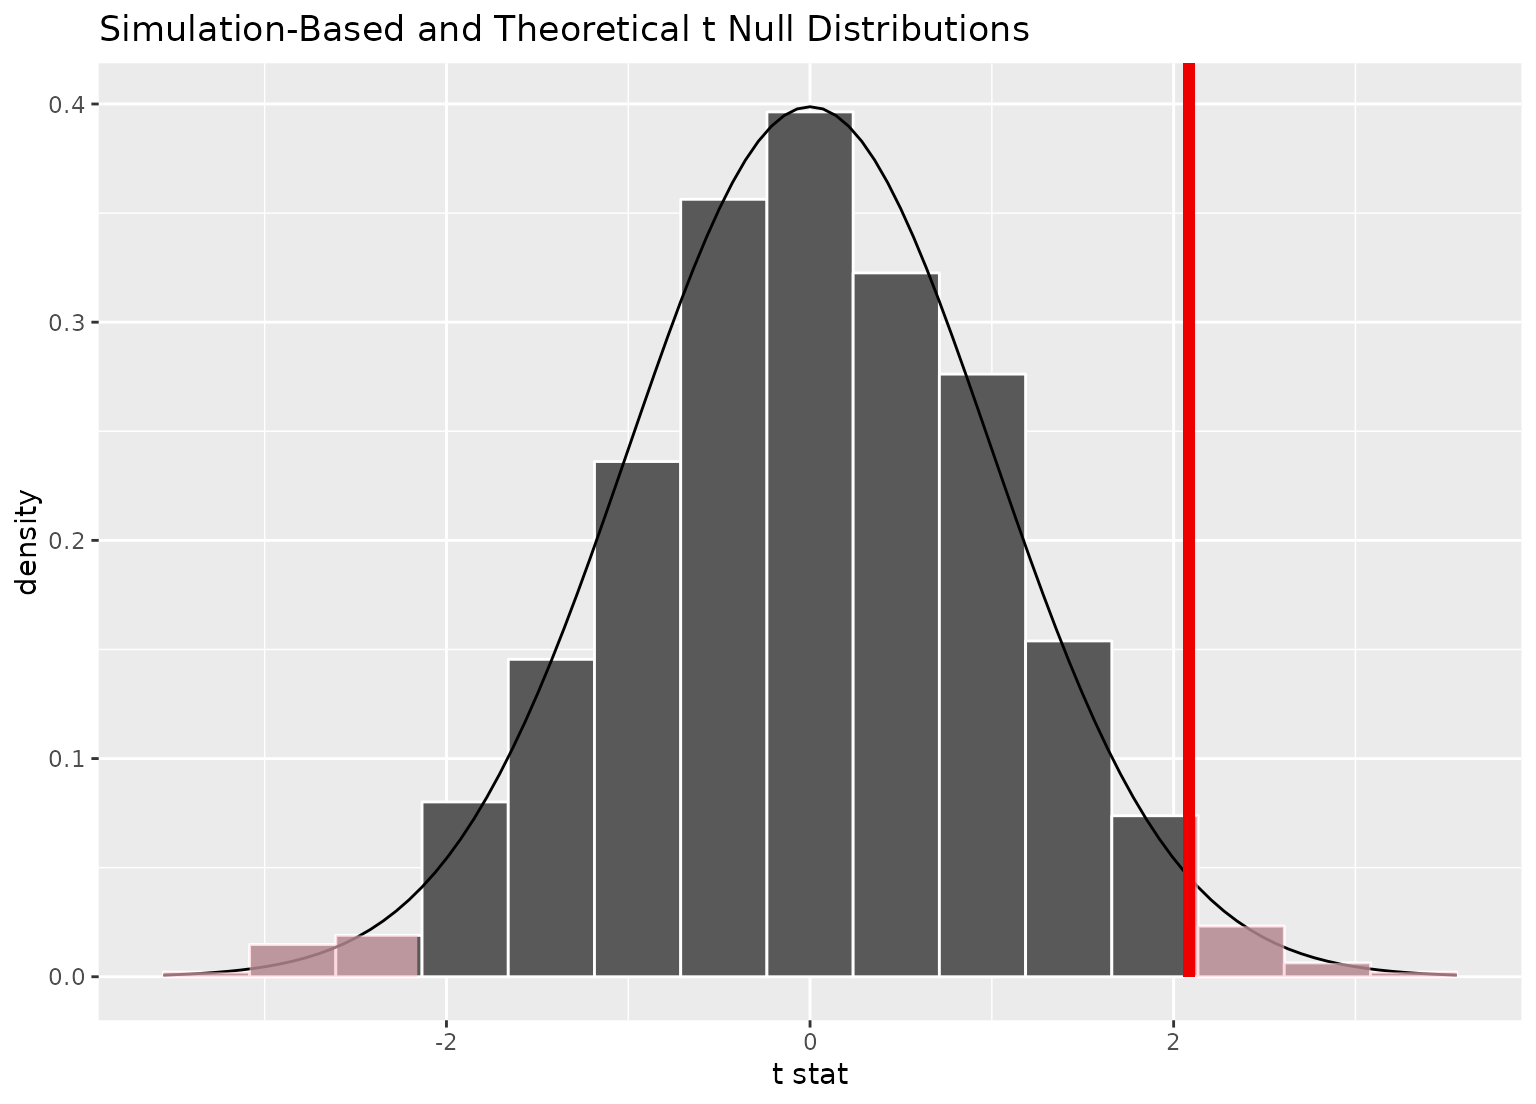 Simulation-Based and Theoretical t Null Distributions
0.4
0.3
0.2
0.1
0.0
density
-2 0 2
t stat